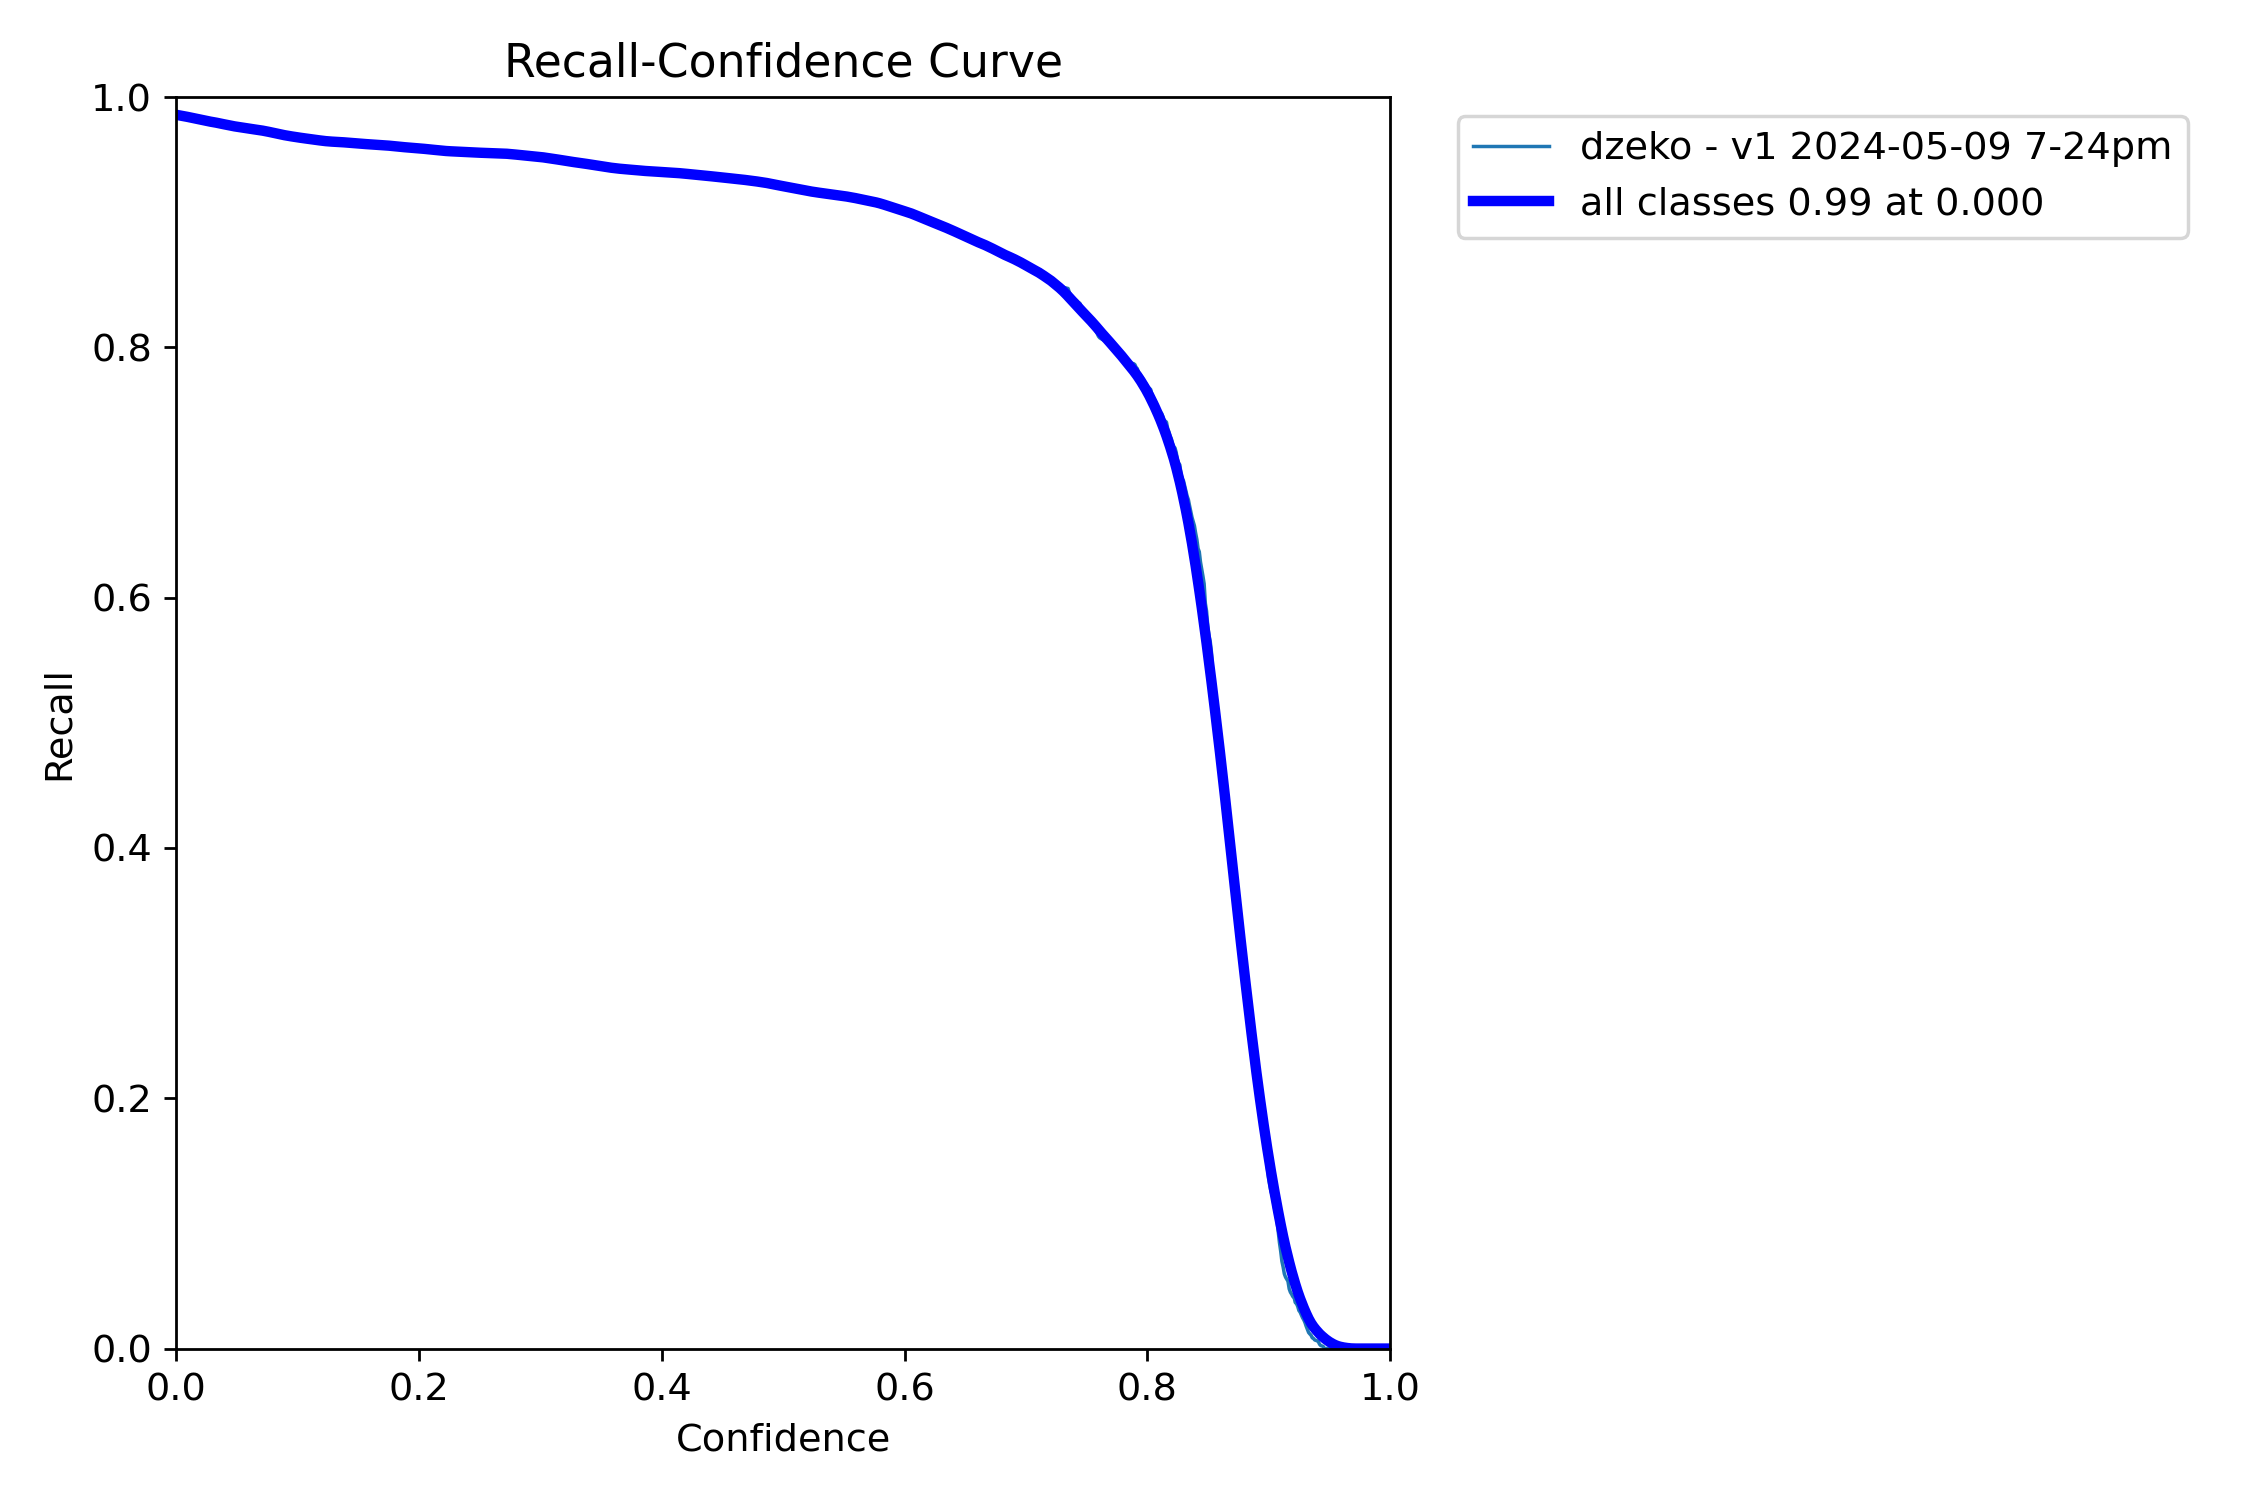 Recall-Confidence Curve
1.0
0.8
0.6
0.4
0.2
0.0
Recall
0.0 0.2 0.4 0.6 0.8 1.0
Confidence
dzeko - v1 2024-05-09 7-24pm
all classes 0.99 at 0.000